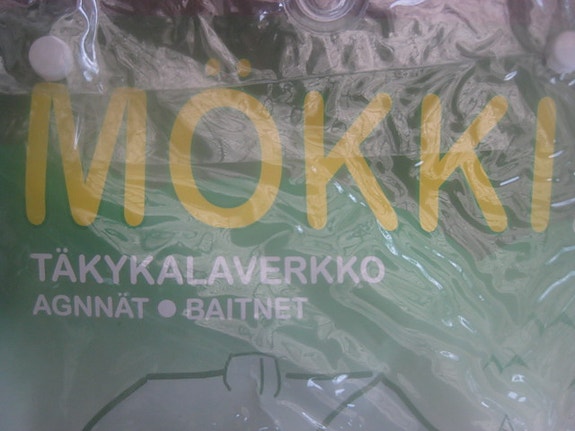 MÖKKI
TÄKYKALAVERKKO
AGNNÄT ● BAITNET